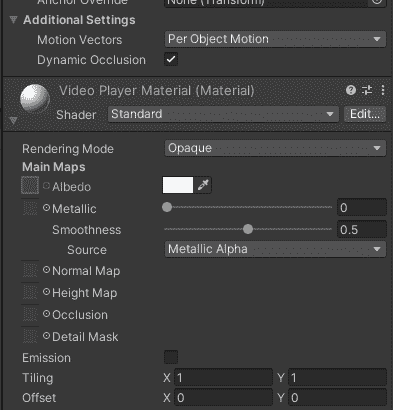 Anchor Override None (Transform)
Additional Settings
Motion Vectors Per Object Motion
Dynamic Occlusion
Video Player Material (Material)
Shader Standard Edit...
Rendering Mode Opaque
Main Maps
Albedo
Metallic 0
Smoothness 0.5
Source Metallic Alpha
Normal Map
Height Map
Occlusion
Detail Mask
Emission
Tiling X 1 Y 1
Offset X 0 Y 0